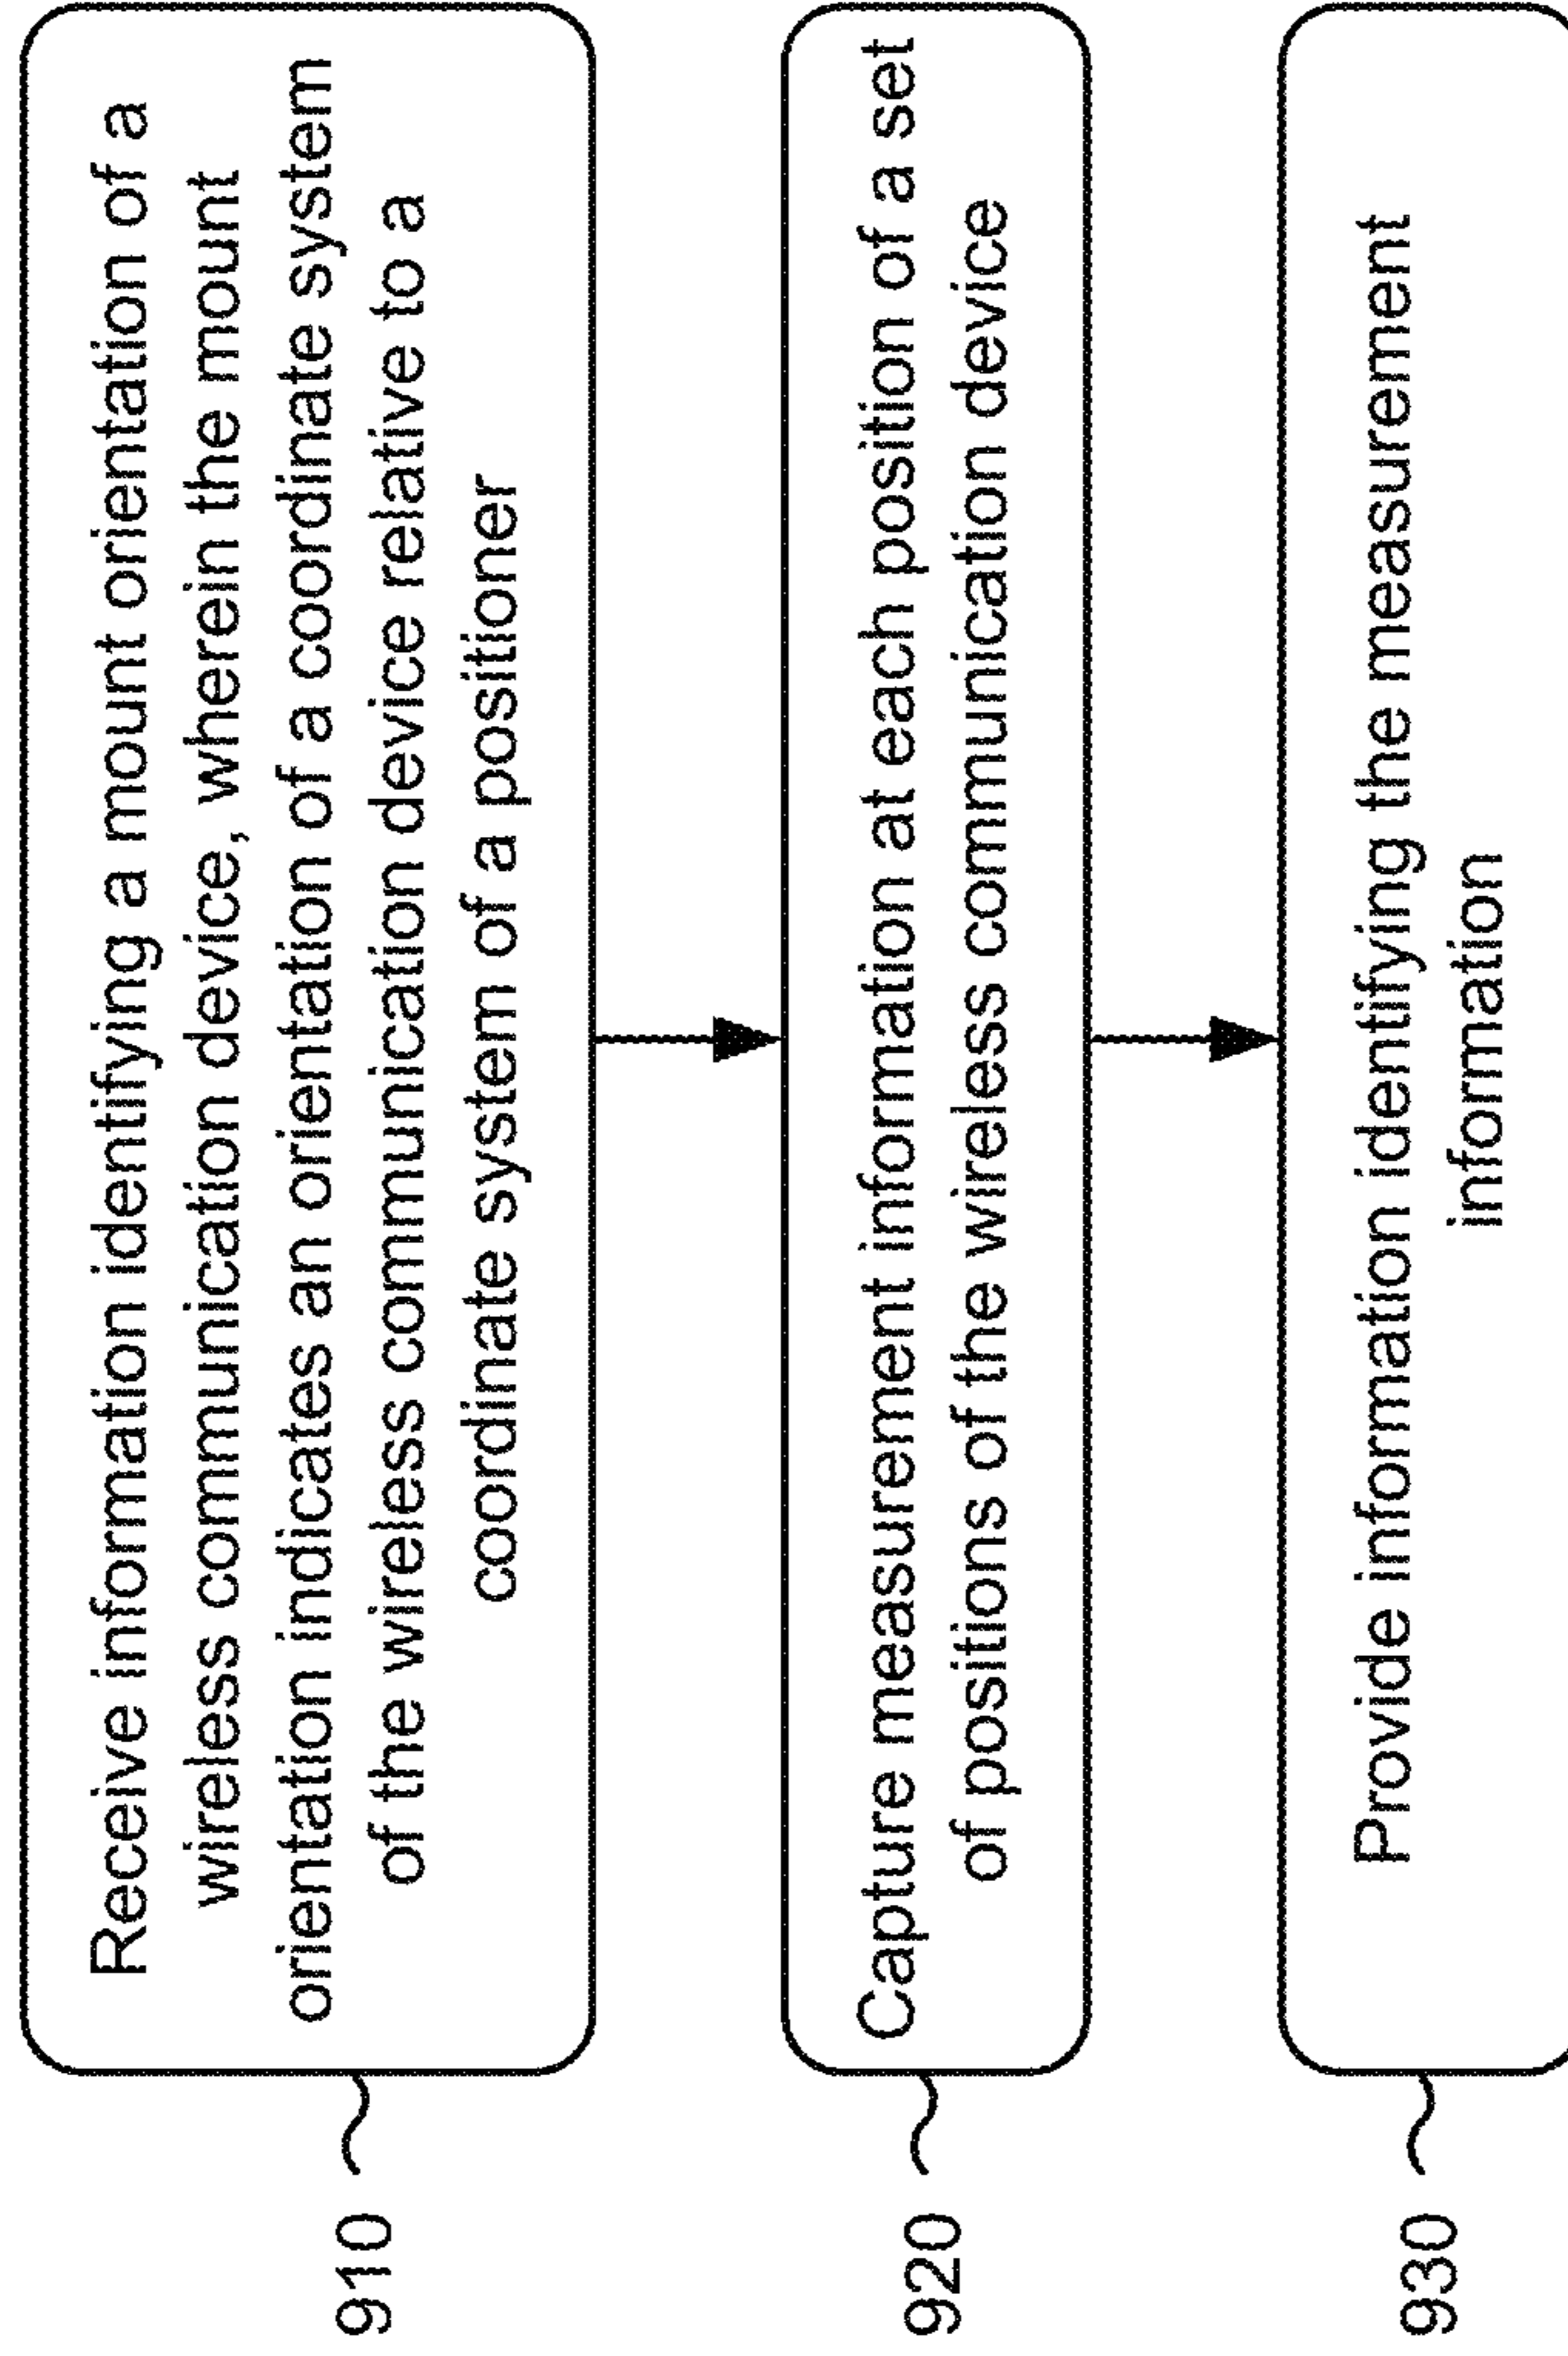 910
Receive information identifying a mount orientation of a
wireless communication device, wherein the mount
orientation indicates an orientation of a coordinate system
of the wireless communication device relative to a
coordinate system of a positioner
920
Capture measurement information at each position of a set
of positions of the wireless communication device
930
Provide information identifying the measurement
information